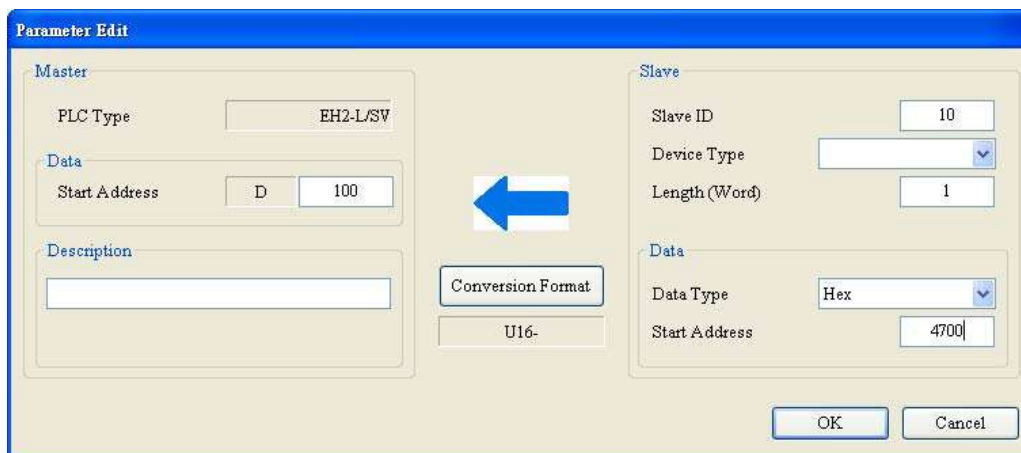 Parameter Edit
Master
PLC Type
EH2-L/SV
Data
Start Address
D
100
Description
Conversion Format
U16-
Slave
Slave ID
10
Device Type
Length (Word)
1
Data
Data Type
Hex
Start Address
4700
OK
Cancel